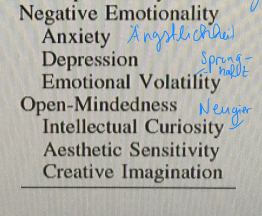 Negative Emotionality
Anxiety Ängstlichkeit
Depression Sprung-
Emotional Volatility haft
Open-Mindedness Neugier
Intellectual Curiosity
Aesthetic Sensitivity
Creative Imagination